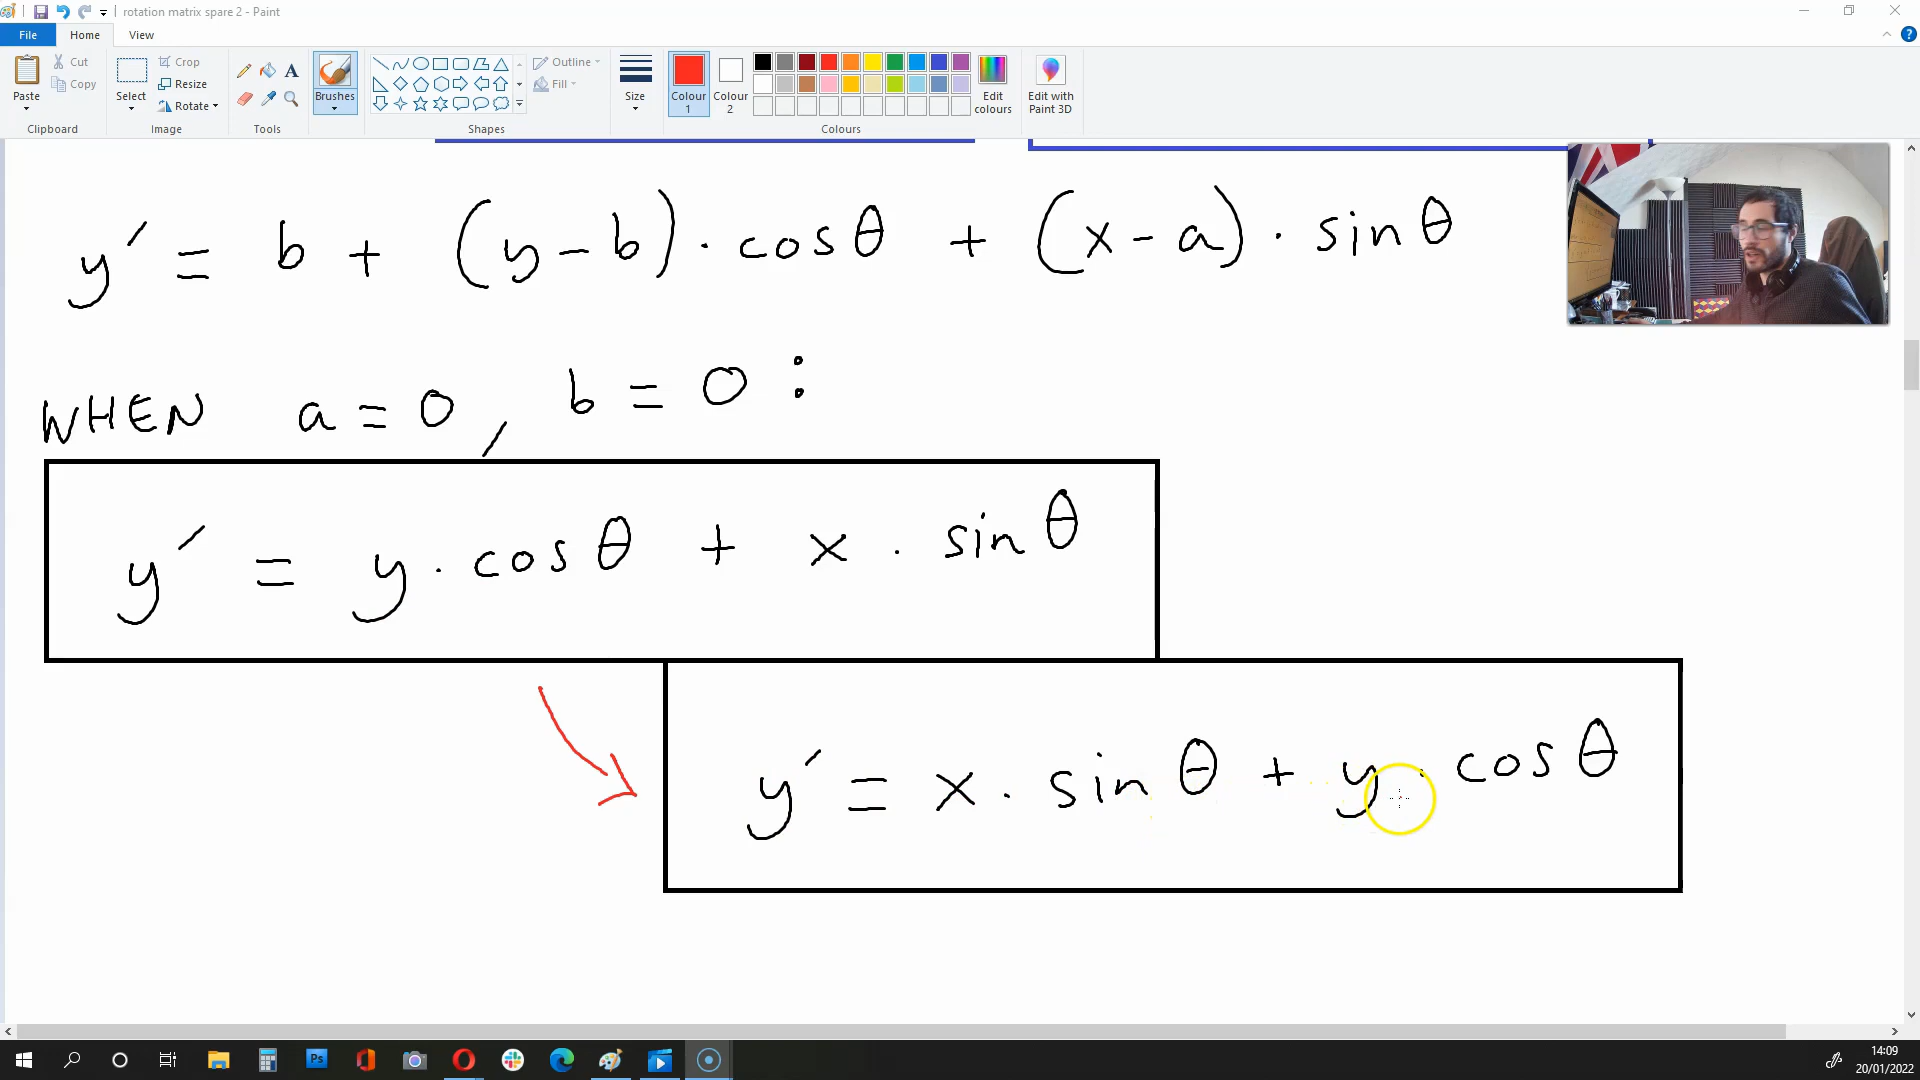 rotation matrix spare 2 - Paint
File Home View
Paste Cut Copy Clipboard
Select Crop Resize Rotate Image
Tools
Brushes
Outline Fill Shapes
Size
Colour 1 Colour 2 Edit colours Colours
Edit with Paint 3D
y′ = b + (y − b) · cos θ + (x − a) · sin θ
WHEN a = 0 , b = 0 :
y′ = y · cos θ + x · sin θ
y′ = x · sin θ + y · cos θ
Ps
14:09
20/01/2022